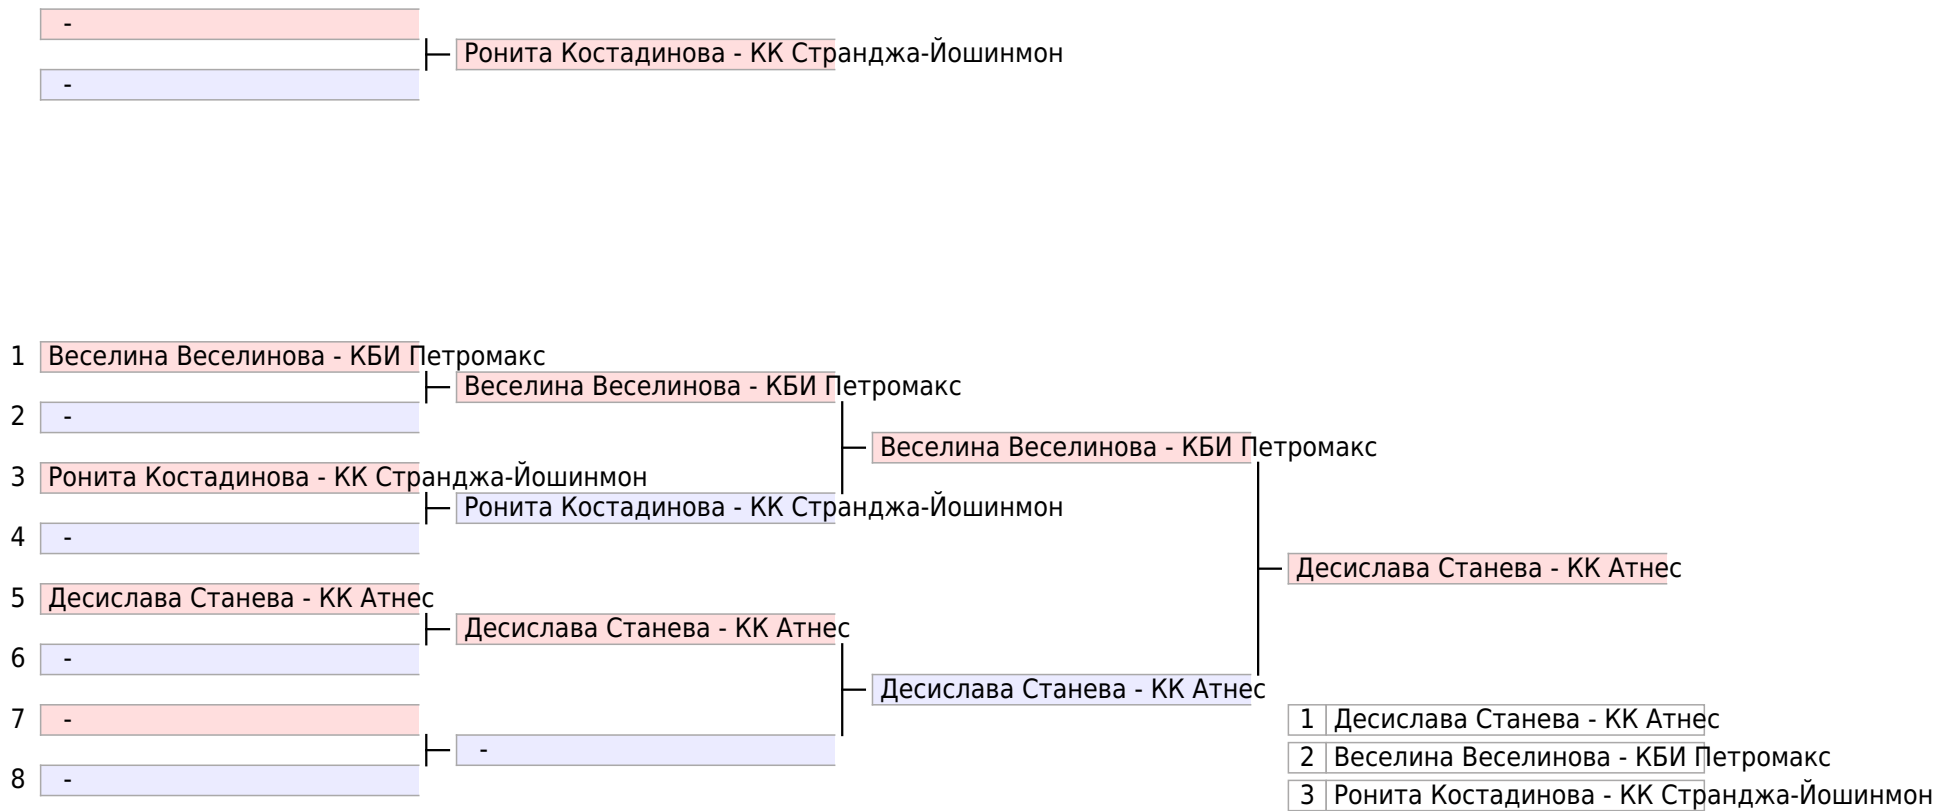 -
Ронита Костадинова - КК Странджа-Йошинмон
-
1 Веселина Веселинова - КБИ Петромакс
Веселина Веселинова - КБИ Петромакс
2 -
Веселина Веселинова - КБИ Петромакс
3 Ронита Костадинова - КК Странджа-Йошинмон
Ронита Костадинова - КК Странджа-Йошинмон
4 -
Десислава Станева - КК Атнес
5 Десислава Станева - КК Атнес
Десислава Станева - КК Атнес
6 -
Десислава Станева - КК Атнес
7 -
-
8 -
1 Десислава Станева - КК Атнес
2 Веселина Веселинова - КБИ Петромакс
3 Ронита Костадинова - КК Странджа-Йошинмон